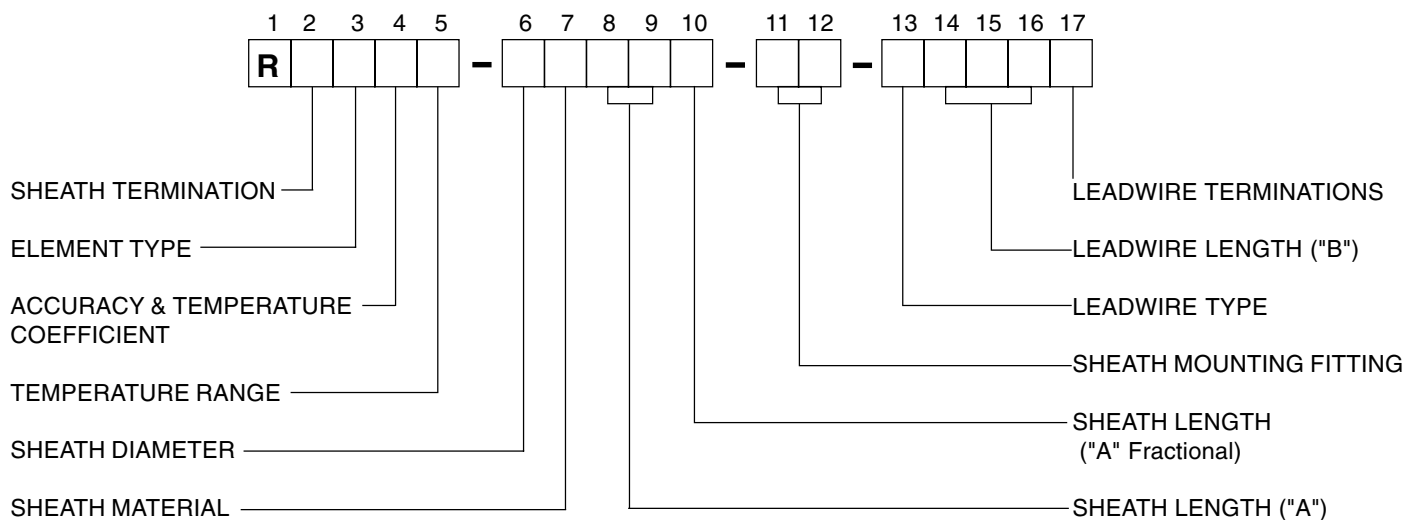 1 2 3 4 5 6 7 8 9 10 11 12 13 14 15 16 17
R - - -
SHEATH TERMINATION
ELEMENT TYPE
ACCURACY & TEMPERATURE
COEFFICIENT
TEMPERATURE RANGE
SHEATH DIAMETER
SHEATH MATERIAL
LEADWIRE TERMINATIONS
LEADWIRE LENGTH ("B")
LEADWIRE TYPE
SHEATH MOUNTING FITTING
SHEATH LENGTH
("A" Fractional)
SHEATH LENGTH ("A")